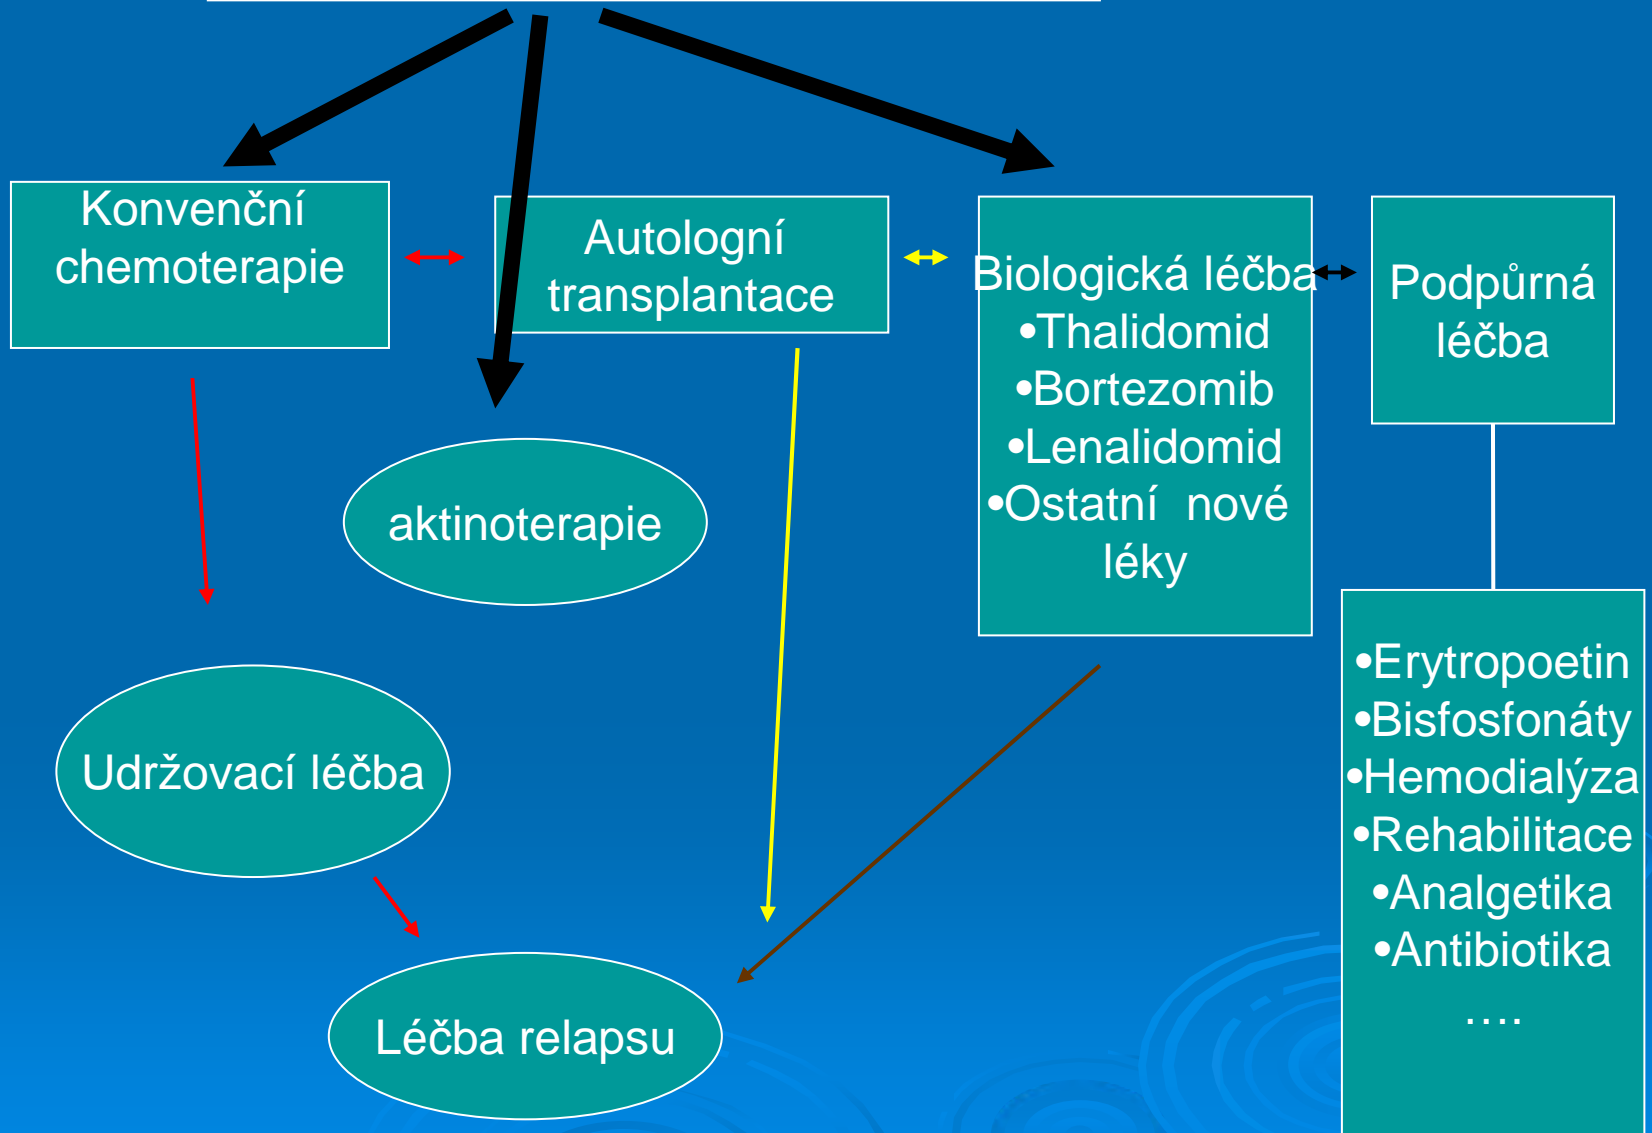 Konvenční
chemoterapie
Autologní
transplantace
Biologická léčba
•Thalidomid
•Bortezomib
•Lenalidomid
•Ostatní nové
léky
Podpůrná
léčba
aktinoterapie
Udržovací léčba
Léčba relapsu
•Erytropoetin
•Bisfosfonáty
•Hemodialýza
•Rehabilitace
•Analgetika
•Antibiotika
….